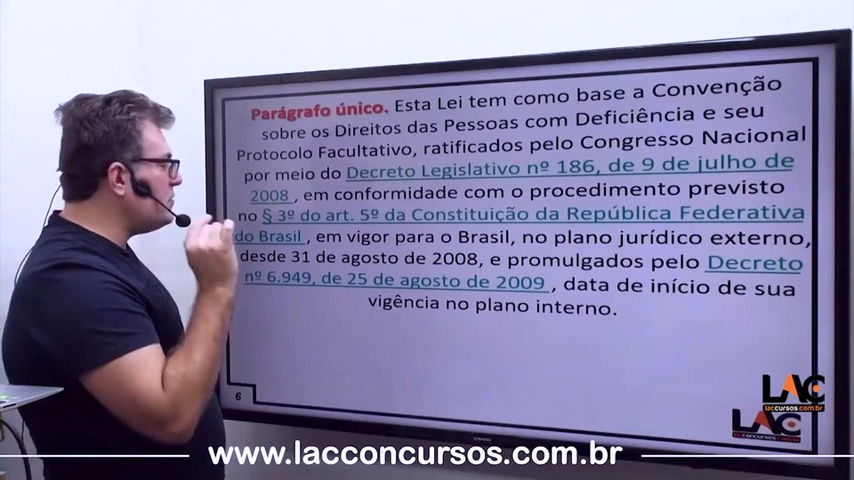 Parágrafo único. Esta Lei tem como base a Convenção
sobre os Direitos das Pessoas com Deficiência e seu
Protocolo Facultativo, ratificados pelo Congresso Nacional
por meio do Decreto Legislativo nº 186, de 9 de julho de
2008 , em conformidade com o procedimento previsto
no § 3º do art. 5º da Constituição da República Federativa
do Brasil , em vigor para o Brasil, no plano jurídico externo,
desde 31 de agosto de 2008, e promulgados pelo Decreto
nº 6.949, de 25 de agosto de 2009 , data de início de sua
vigência no plano interno.
6
LAC
laccursos.com.br
LAC
www.lacconcursos.com.br